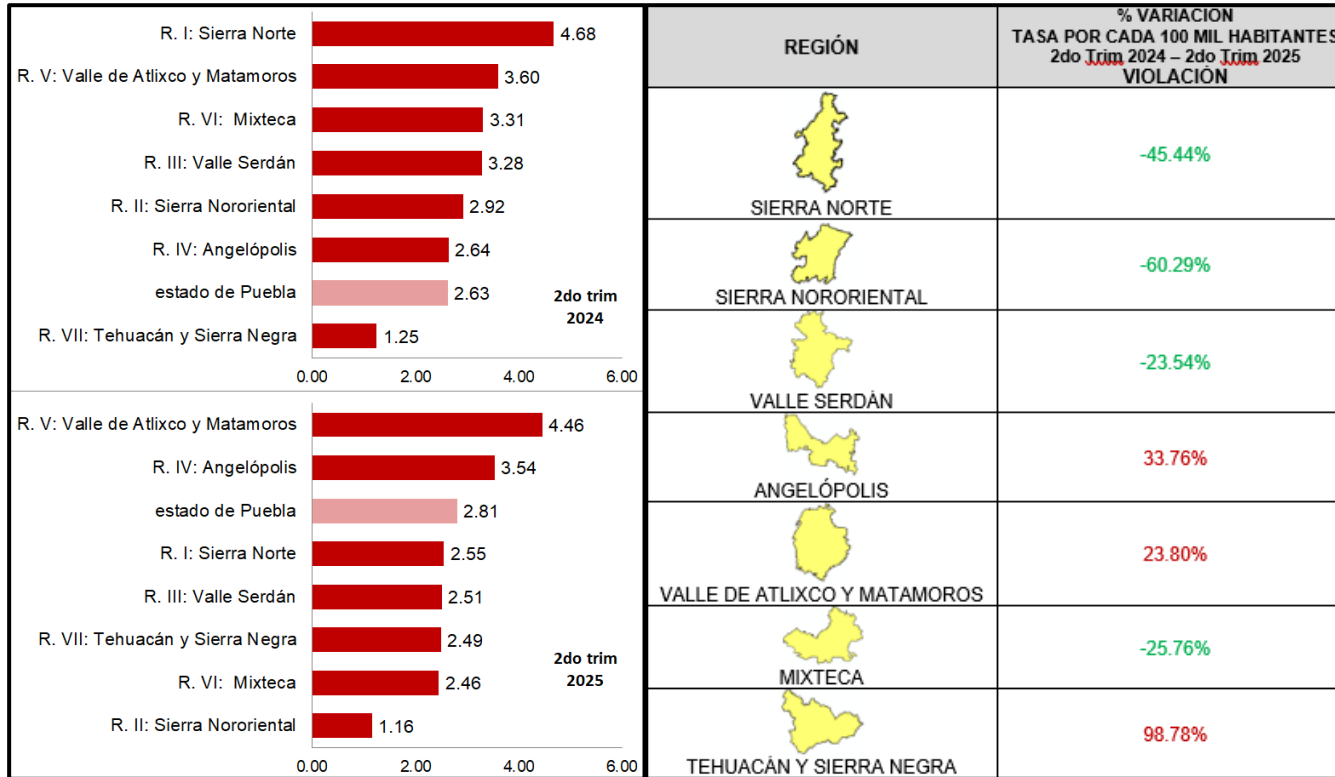 R. I: Sierra Norte 4.68
R. V: Valle de Atlixco y Matamoros 3.60
R. VI:  Mixteca 3.31
R. III: Valle Serdán 3.28
R. II: Sierra Nororiental 2.92
R. IV: Angelópolis 2.64
estado de Puebla 2.63
R. VII: Tehuacán y Sierra Negra 1.25
2do trim
2024
0.00 2.00 4.00 6.00
R. V: Valle de Atlixco y Matamoros 4.46
R. IV: Angelópolis 3.54
estado de Puebla 2.81
R. I: Sierra Norte 2.55
R. III: Valle Serdán 2.51
R. VII: Tehuacán y Sierra Negra 2.49
R. VI:  Mixteca 2.46
R. II: Sierra Nororiental 1.16
2do trim
2025
0.00 2.00 4.00 6.00
REGIÓN
% VARIACION
TASA POR CADA 100 MIL HABITANTES
2do Trim 2024 – 2do Trim 2025
VIOLACIÓN
SIERRA NORTE
-45.44%
SIERRA NORORIENTAL
-60.29%
VALLE SERDÁN
-23.54%
ANGELÓPOLIS
33.76%
VALLE DE ATLIXCO Y MATAMOROS
23.80%
MIXTECA
-25.76%
TEHUACÁN Y SIERRA NEGRA
98.78%